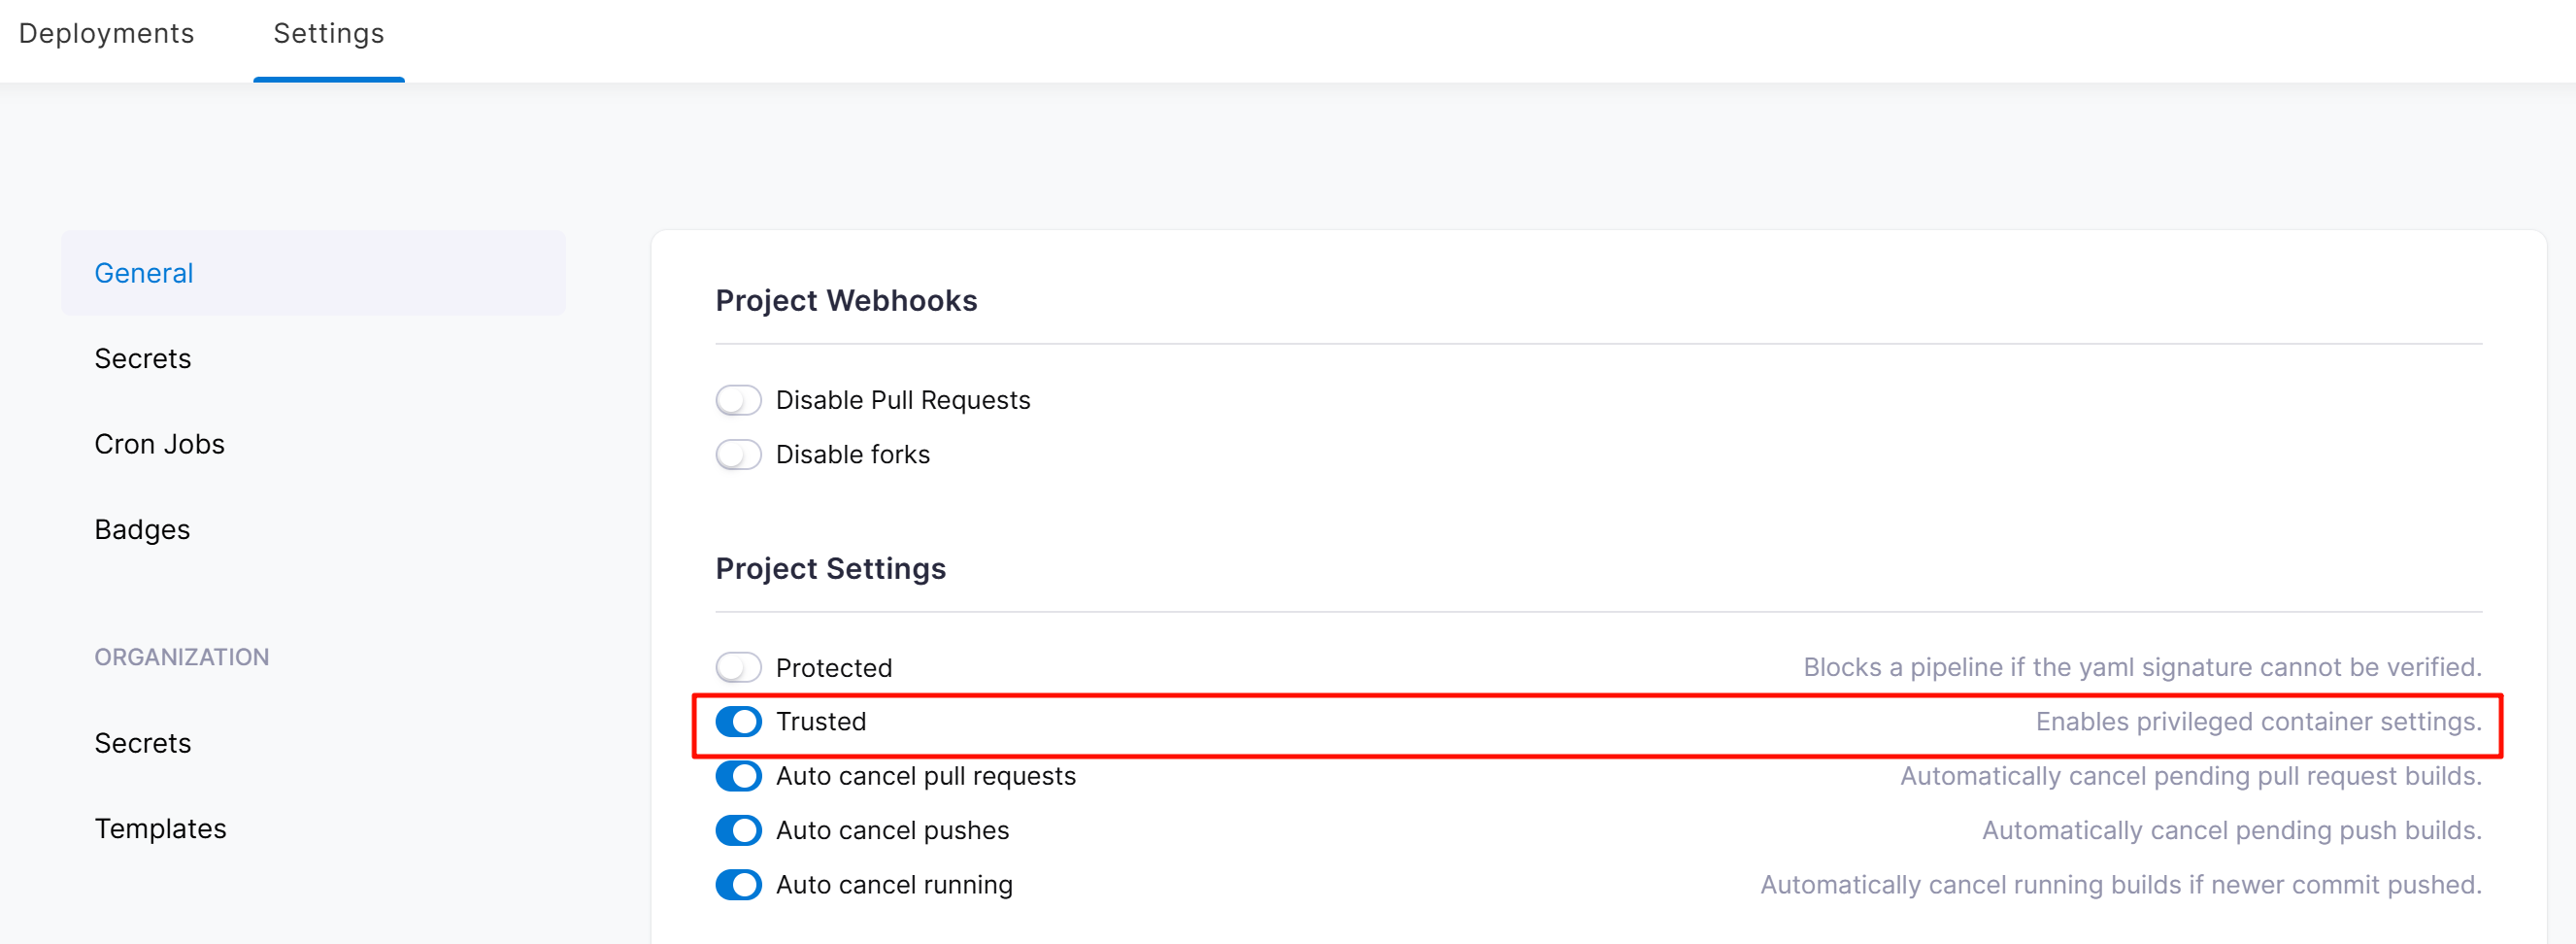 Deployments Settings
General
Secrets
Cron Jobs
Badges
ORGANIZATION
Secrets
Templates
Project Webhooks
Disable Pull Requests
Disable forks
Project Settings
Protected Blocks a pipeline if the yaml signature cannot be verified.
Trusted Enables privileged container settings.
Auto cancel pull requests Automatically cancel pending pull request builds.
Auto cancel pushes Automatically cancel pending push builds.
Auto cancel running Automatically cancel running builds if newer commit pushed.